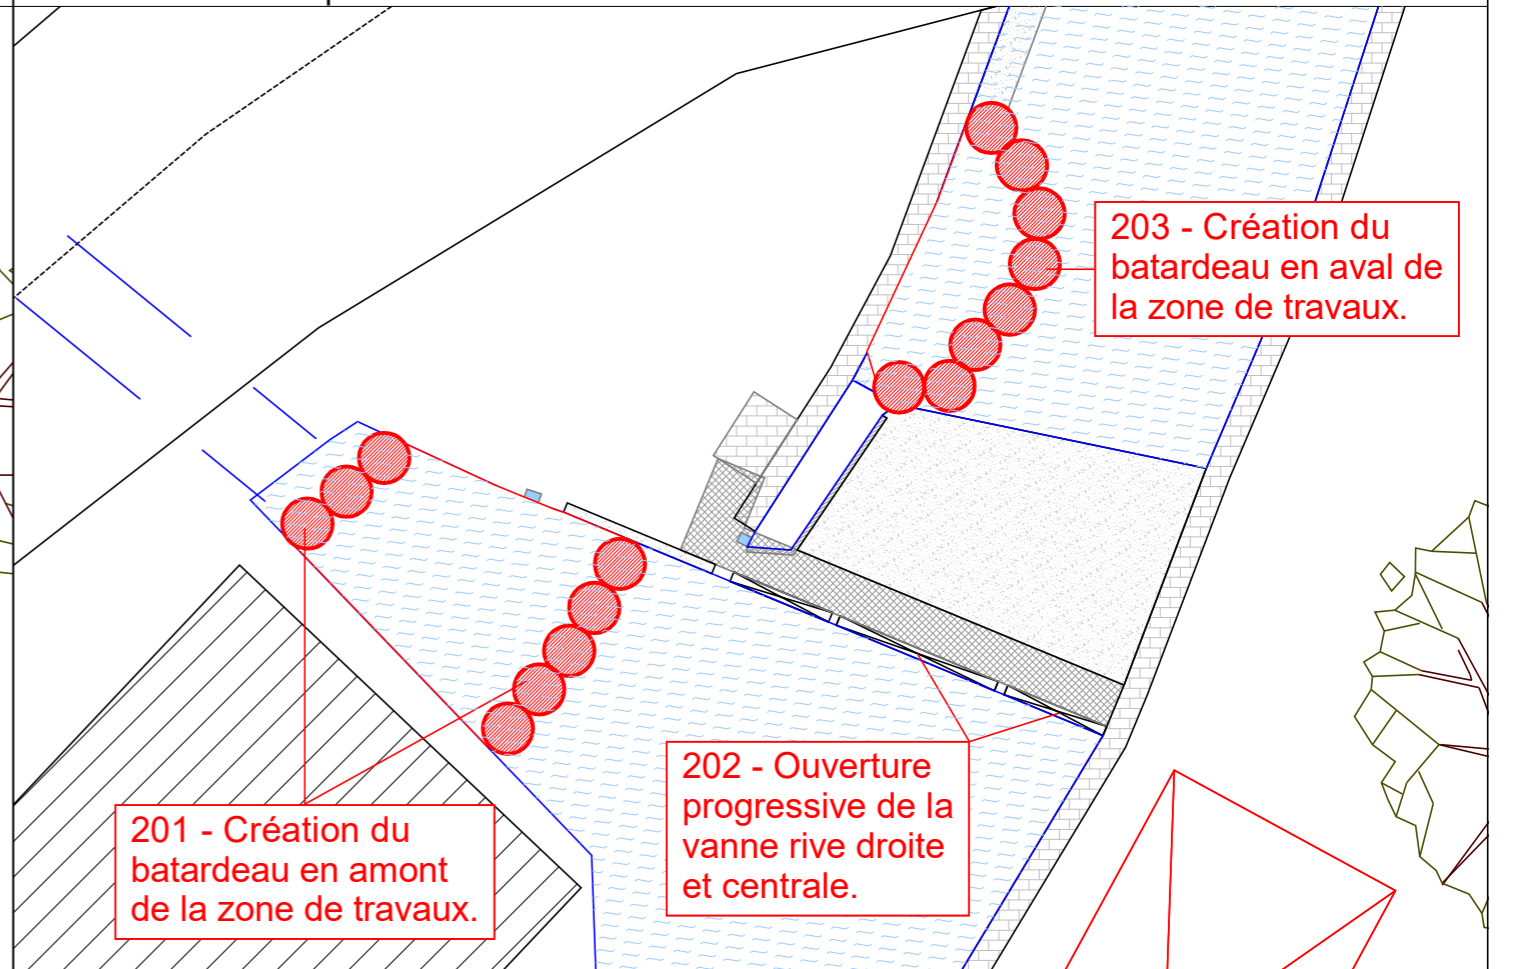 203 - Création du
batardeau en aval de
la zone de travaux.
202 - Ouverture
progressive de la
vanne rive droite
et centrale.
201 - Création du
batardeau en amont
de la zone de travaux.